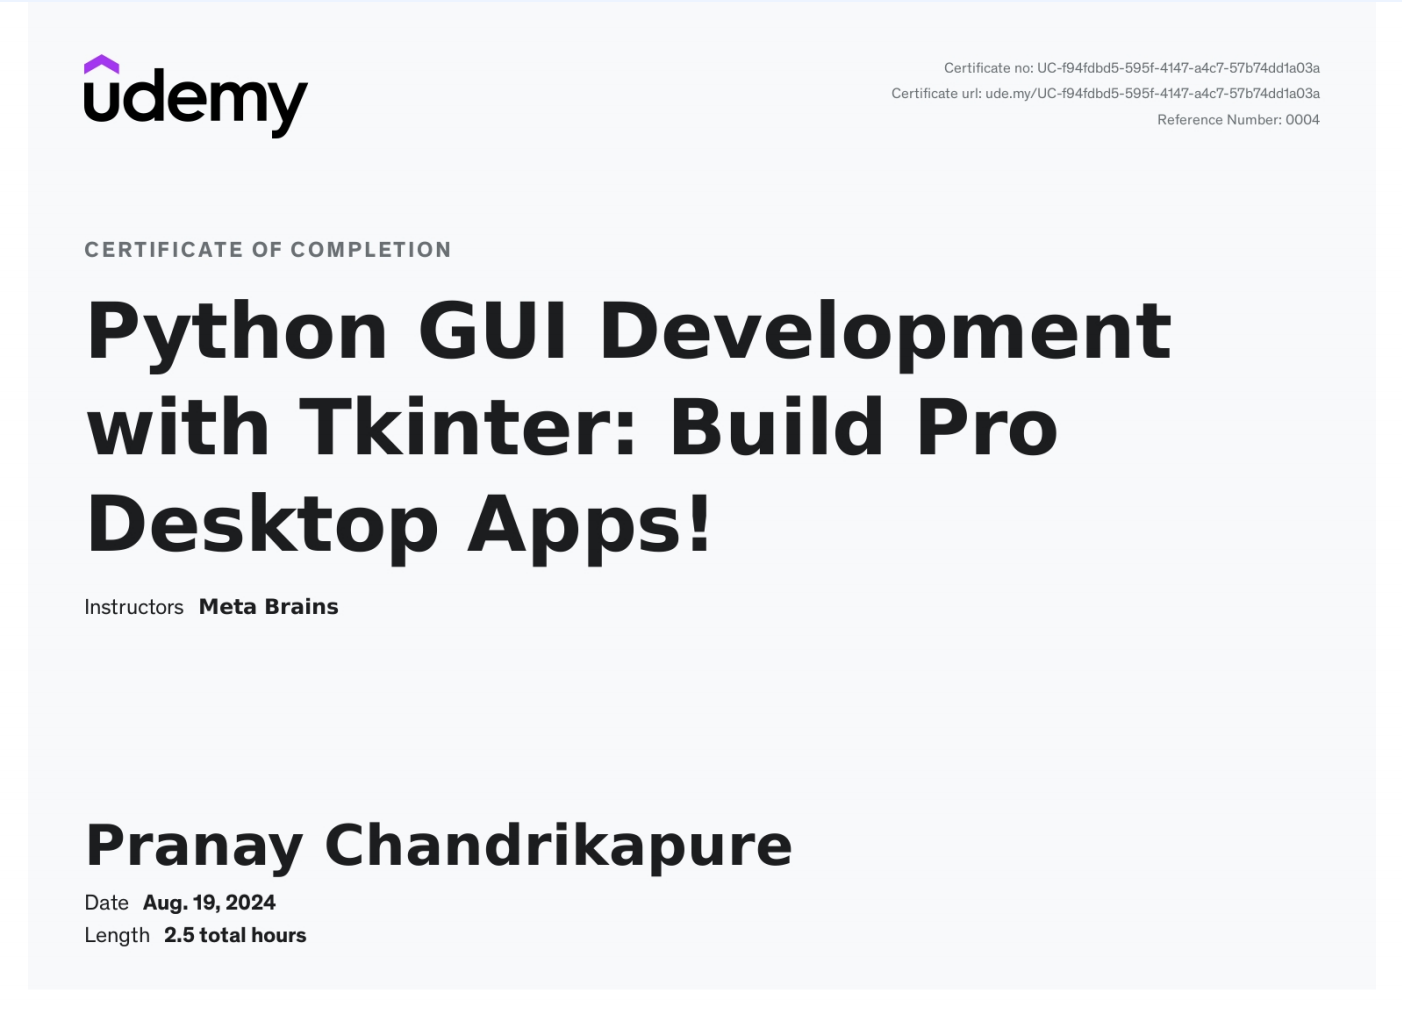 udemy
Certificate no: UC-f94fdbd5-595f-4147-a4c7-57b74dd1a03a
Certificate url: ude.my/UC-f94fdbd5-595f-4147-a4c7-57b74dd1a03a
Reference Number: 0004
CERTIFICATE OF COMPLETION
Python GUI Development
with Tkinter: Build Pro
Desktop Apps!
Instructors Meta Brains
Pranay Chandrikapure
Date Aug. 19, 2024
Length 2.5 total hours